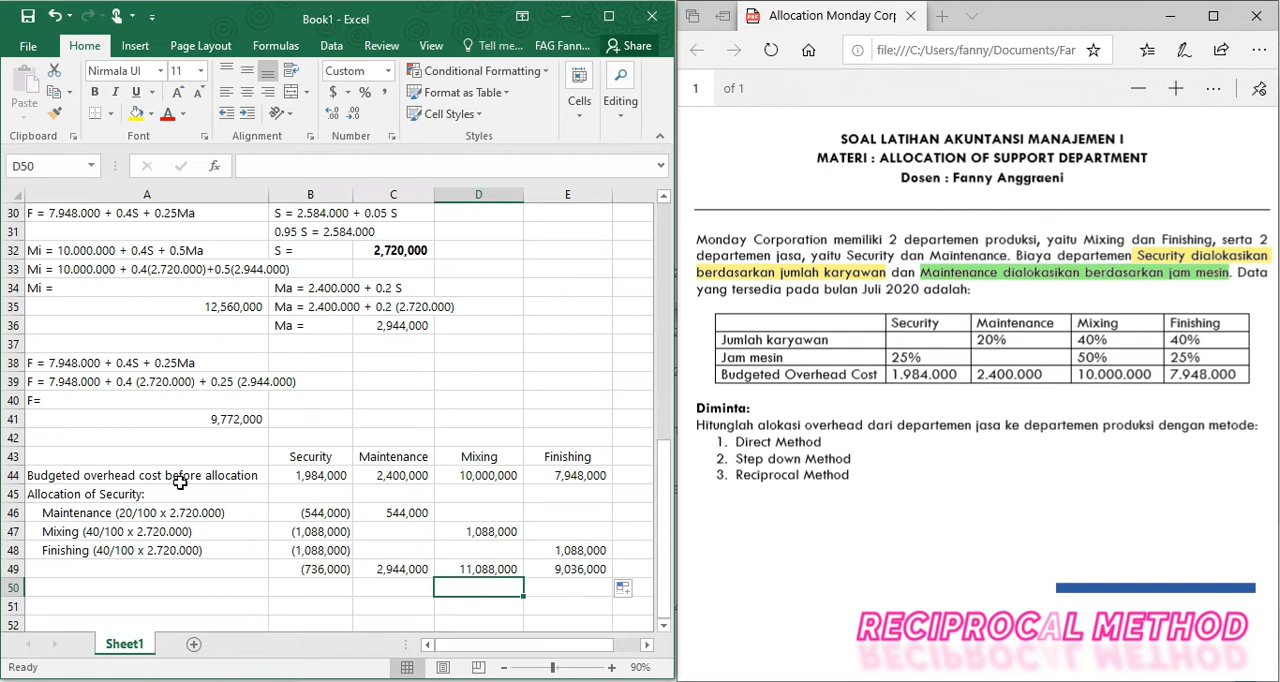 Book1 - Excel
File
Home
Insert
Page Layout
Formulas
Data
Review
View
Tell me...
FAG Fann...
Share
Paste
Nirmala UI
11
Custom
Conditional Formatting
Format as Table
Cell Styles
Cells
Editing
B I U
$ % ,
Clipboard
Font
Alignment
Number
Styles
D50
fx
A B C D E
30 F = 7.948.000 + 0.4S + 0.25Ma S = 2.584.000 + 0.05 S
31 0.95 S = 2.584.000
32 Mi = 10.000.000 + 0.4S + 0.5Ma S = 2,720,000
33 Mi = 10.000.000 + 0.4(2.720.000)+0.5(2.944.000)
34 Mi = Ma = 2.400.000 + 0.2 S
35 12,560,000 Ma = 2.400.000 + 0.2 (2.720.000)
36 Ma = 2,944,000
37
38 F = 7.948.000 + 0.4S + 0.25Ma
39 F = 7.948.000 + 0.4 (2.720.000) + 0.25 (2.944.000)
40 F=
41 9,772,000
42
43 Security Maintenance Mixing Finishing
44 Budgeted overhead cost before allocation 1,984,000 2,400,000 10,000,000 7,948,000
45 Allocation of Security:
46 Maintenance (20/100 x 2.720.000) (544,000) 544,000
47 Mixing (40/100 x 2.720.000) (1,088,000) 1,088,000
48 Finishing (40/100 x 2.720.000) (1,088,000) 1,088,000
49 (736,000) 2,944,000 11,088,000 9,036,000
50
51
52
Sheet1
Ready
90%
Allocation Monday Corp
file:///C:/Users/fanny/Documents/Far
1 of 1
SOAL LATIHAN AKUNTANSI MANAJEMEN I
MATERI : ALLOCATION OF SUPPORT DEPARTMENT
Dosen : Fanny Anggraeni
Monday Corporation memiliki 2 departemen produksi, yaitu Mixing dan Finishing, serta 2
departemen jasa, yaitu Security dan Maintenance. Biaya departemen Security dialokasikan
berdasarkan jumlah karyawan dan Maintenance dialokasikan berdasarkan jam mesin. Data
yang tersedia pada bulan Juli 2020 adalah:
Security Maintenance Mixing Finishing
Jumlah karyawan 20% 40% 40%
Jam mesin 25% 50% 25%
Budgeted Overhead Cost 1.984.000 2.400.000 10.000.000 7.948.000
Diminta:
Hitunglah alokasi overhead dari departemen jasa ke departemen produksi dengan metode:
1. Direct Method
2. Step down Method
3. Reciprocal Method
RECIPROCAL METHOD